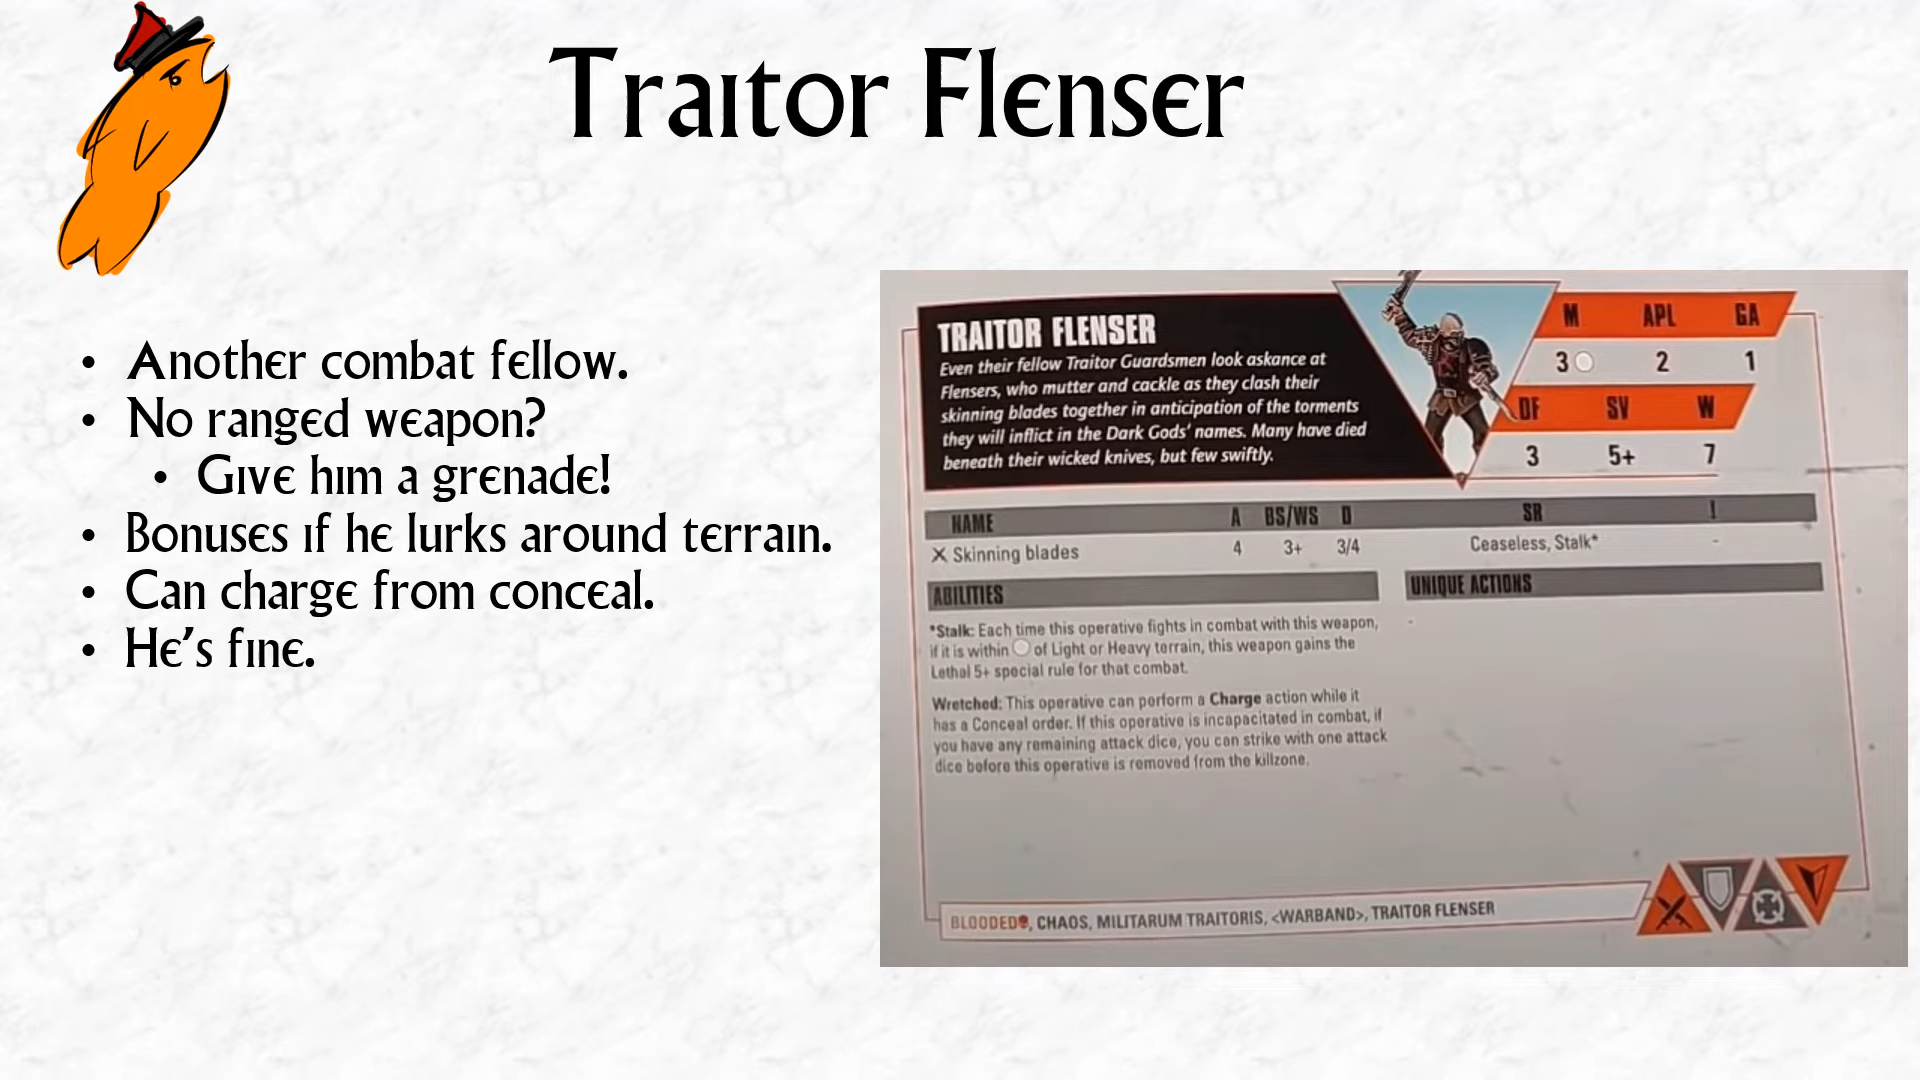 Traitor Flenser
• Another combat fellow.
• No ranged weapon?
• Give him a grenade!
• Bonuses if he lurks around terrain.
• Can charge from conceal.
• He’s fine.
TRAITOR FLENSER
Even their fellow Traitor Guardsmen look askance at
Flensers, who mutter and cackle as they clash their
skinning blades together in anticipation of the torments
they will inflict in the Dark Gods' names. Many have died
beneath their wicked knives, but few swiftly.
M APL GA
3 2 1
DF SV W
3 5+ 7
NAME A BS/WS D SR !
Skinning blades 4 3+ 3/4 Ceaseless, Stalk* -
ABILITIES
*Stalk: Each time this operative fights in combat with this weapon,
if it is within of Light or Heavy terrain, this weapon gains the
Lethal 5+ special rule for that combat.
Wretched: This operative can perform a Charge action while it
has a Conceal order. If this operative is incapacitated in combat, if
you have any remaining attack dice, you can strike with one attack
dice before this operative is removed from the killzone.
UNIQUE ACTIONS
-
BLOODED, CHAOS, MILITARUM TRAITORIS, <WARBAND>, TRAITOR FLENSER